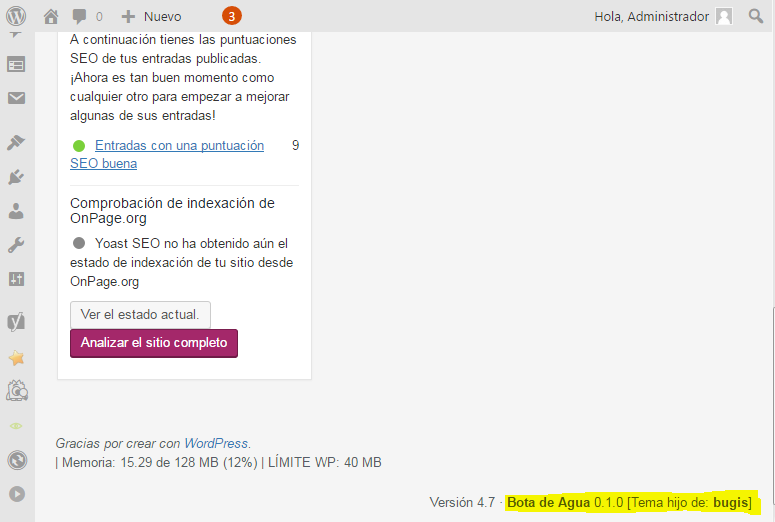 0 Nuevo 3 Hola, Administrador
A continuación tienes las puntuaciones
SEO de tus entradas publicadas.
¡Ahora es tan buen momento como
cualquier otro para empezar a mejorar
algunas de sus entradas!
Entradas con una puntuación 9
SEO buena
Comprobación de indexación de
OnPage.org
Yoast SEO no ha obtenido aún el
estado de indexación de tu sitio desde
OnPage.org
Ver el estado actual.
Analizar el sitio completo
Gracias por crear con WordPress.
| Memoria: 15.29 de 128 MB (12%) | LÍMITE WP: 40 MB
Versión 4.7 · Bota de Agua 0.1.0 [Tema hijo de: bugis]